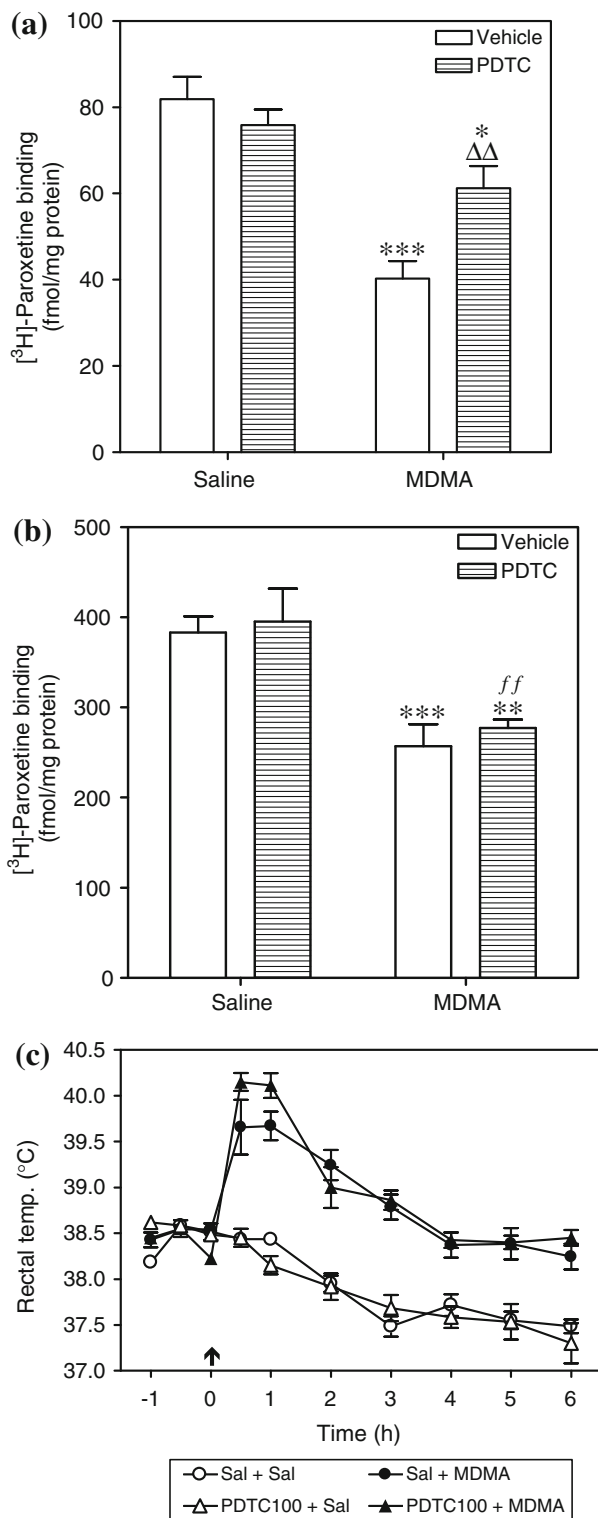 (a)
100
80
60
40
20
0
[³H]-Paroxetine binding
(fmol/mg protein)
Vehicle
PDTC
***
*
ΔΔ
Saline
MDMA
(b)
500
400
300
200
100
0
[³H]-Paroxetine binding
(fmol/mg protein)
Vehicle
PDTC
***
ƒƒ
**
Saline
MDMA
(c)
40.5
40.0
39.5
39.0
38.5
38.0
37.5
37.0
Rectal temp. (°C)
-1 0 1 2 3 4 5 6
Time (h)
Sal + Sal
Sal + MDMA
PDTC100 + Sal
PDTC100 + MDMA